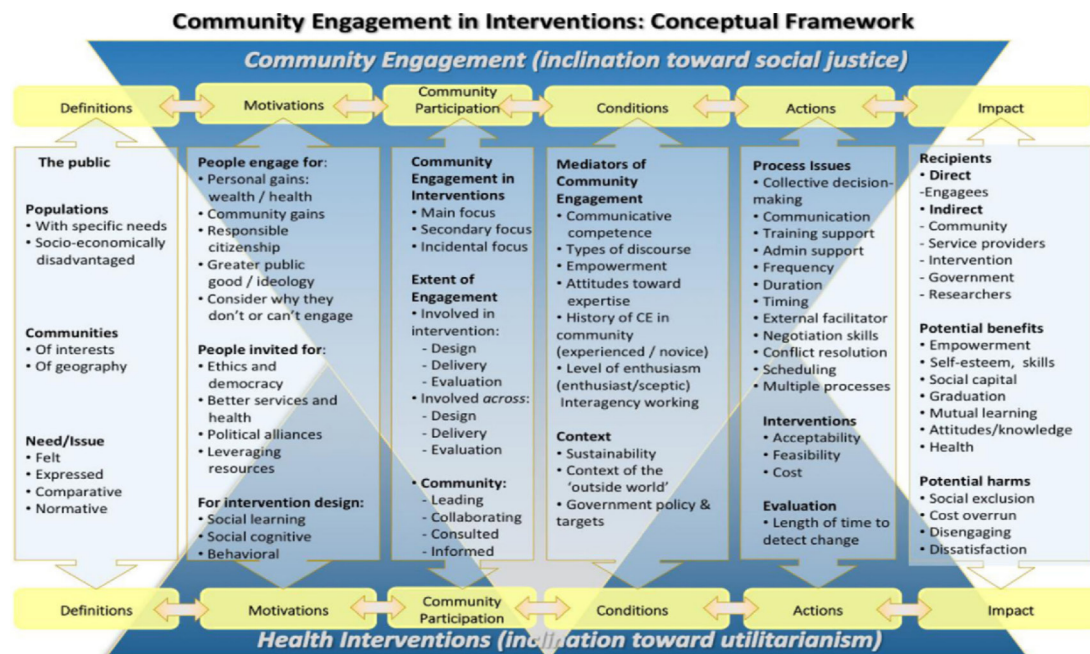 Community Engagement in Interventions: Conceptual Framework
Community Engagement (inclination toward social justice)
Definitions
Motivations
Community
Participation
Conditions
Actions
Impact
The public
Populations
• With specific needs
• Socio-economically
disadvantaged
Communities
• Of interests
• Of geography
Need/Issue
• Felt
• Expressed
• Comparative
• Normative
People engage for:
• Personal gains:
wealth / health
• Community gains
• Responsible
citizenship
• Greater public
good / ideology
• Consider why they
don't or can't engage
People invited for:
• Ethics and
democracy
• Better services and
health
• Political alliances
• Leveraging
resources
For intervention design:
• Social learning
• Social cognitive
• Behavioral
Community
Engagement in
Interventions
• Main focus
• Secondary focus
• Incidental focus
Extent of
Engagement
• Involved in
intervention:
- Design
- Delivery
- Evaluation
• Involved across:
- Design
- Delivery
- Evaluation
• Community:
- Leading
- Collaborating
- Consulted
- Informed
Mediators of
Community
Engagement
• Communicative
competence
• Types of discourse
• Empowerment
• Attitudes toward
expertise
• History of CE in
community
(experienced / novice)
• Level of enthusiasm
(enthusiast/sceptic)
Interagency working
Context
• Sustainability
• Context of the
'outside world'
• Government policy &
targets
Process Issues
• Collective decision-
making
• Communication
• Training support
• Admin support
• Frequency
• Duration
• Timing
• External facilitator
• Negotiation skills
• Conflict resolution
• Scheduling
• Multiple processes
Interventions
• Acceptability
• Feasibility
• Cost
Evaluation
• Length of time to
detect change
Recipients
• Direct
-Engagees
• Indirect
- Community
- Service providers
- Intervention
- Government
- Researchers
Potential benefits
• Empowerment
• Self-esteem, skills
• Social capital
• Graduation
• Mutual learning
• Attitudes/knowledge
• Health
Potential harms
• Social exclusion
• Cost overrun
• Disengaging
• Dissatisfaction
Definitions
Motivations
Community
Participation
Conditions
Actions
Impact
Health Interventions (inclination toward utilitarianism)